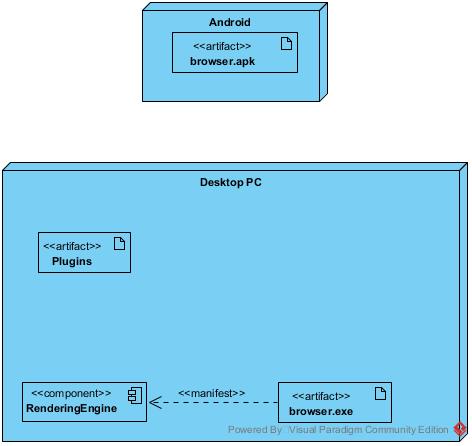 Android
<<artifact>>
browser.apk
Desktop PC
<<artifact>>
Plugins
<<component>>
RenderingEngine
<<manifest>>
<<artifact>>
browser.exe
Powered By Visual Paradigm Community Edition